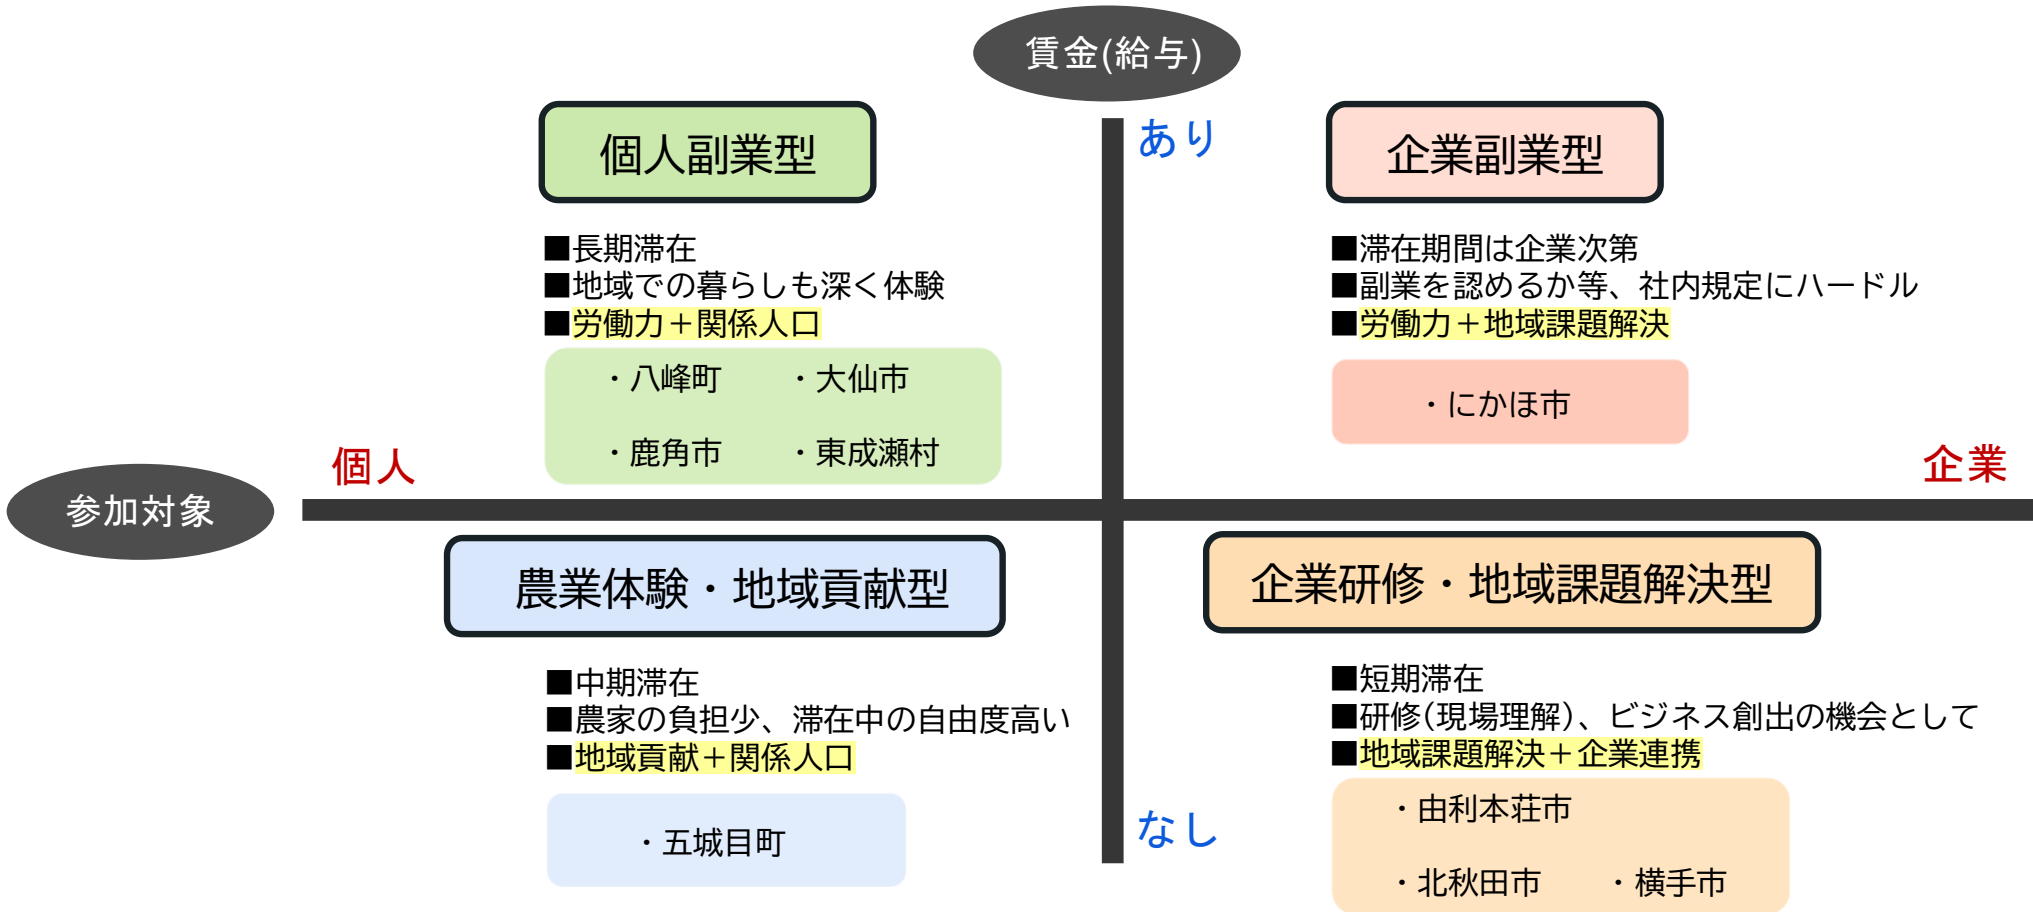 賃金(給与)
あり
個人副業型
■長期滞在
■地域での暮らしも深く体験
■労働力＋関係人口
・八峰町　・大仙市
・鹿角市　・東成瀬村
企業副業型
■滞在期間は企業次第
■副業を認めるか等、社内規定にハードル
■労働力＋地域課題解決
・にかほ市
参加対象
個人
企業
農業体験・地域貢献型
■中期滞在
■農家の負担少、滞在中の自由度高い
■地域貢献＋関係人口
・五城目町
企業研修・地域課題解決型
■短期滞在
■研修(現場理解)、ビジネス創出の機会として
■地域課題解決＋企業連携
・由利本荘市
・北秋田市　・横手市
なし